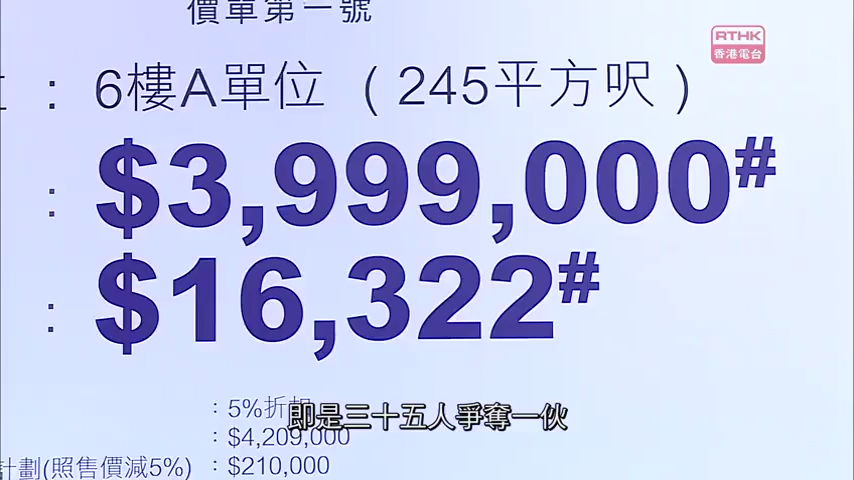 價單第一號
RTHK
香港電台
: 6樓A單位 (245平方呎)
: $3,999,000#
: $16,322#
: 5%折
即是三十五人爭奪一伙
: $4,209,000
計劃(照售價減5%) : $210,000